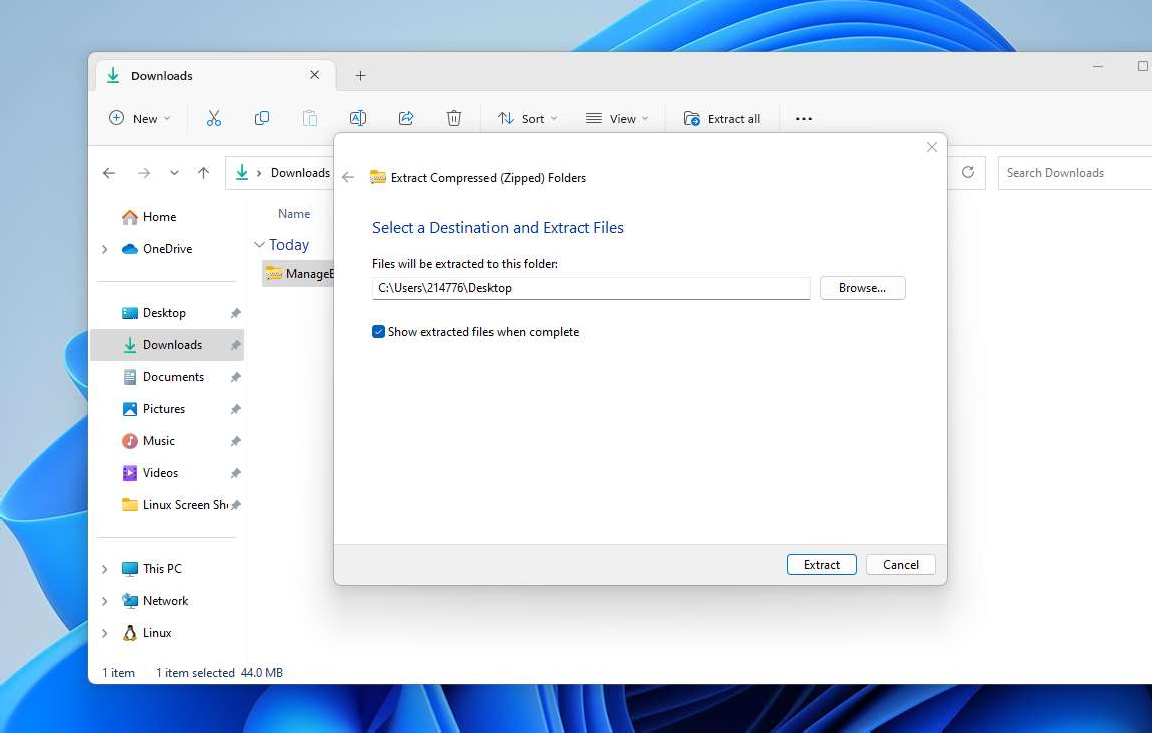 Downloads
New
Sort
View
Extract all
Downloads
Search Downloads
Home
OneDrive
Desktop
Downloads
Documents
Pictures
Music
Videos
Linux Screen Sh
This PC
Network
Linux
Name
Today
ManageE
Extract Compressed (Zipped) Folders
Select a Destination and Extract Files
Files will be extracted to this folder:
C:\Users\214776\Desktop
Browse...
Show extracted files when complete
Extract
Cancel
1 item
1 item selected 44.0 MB